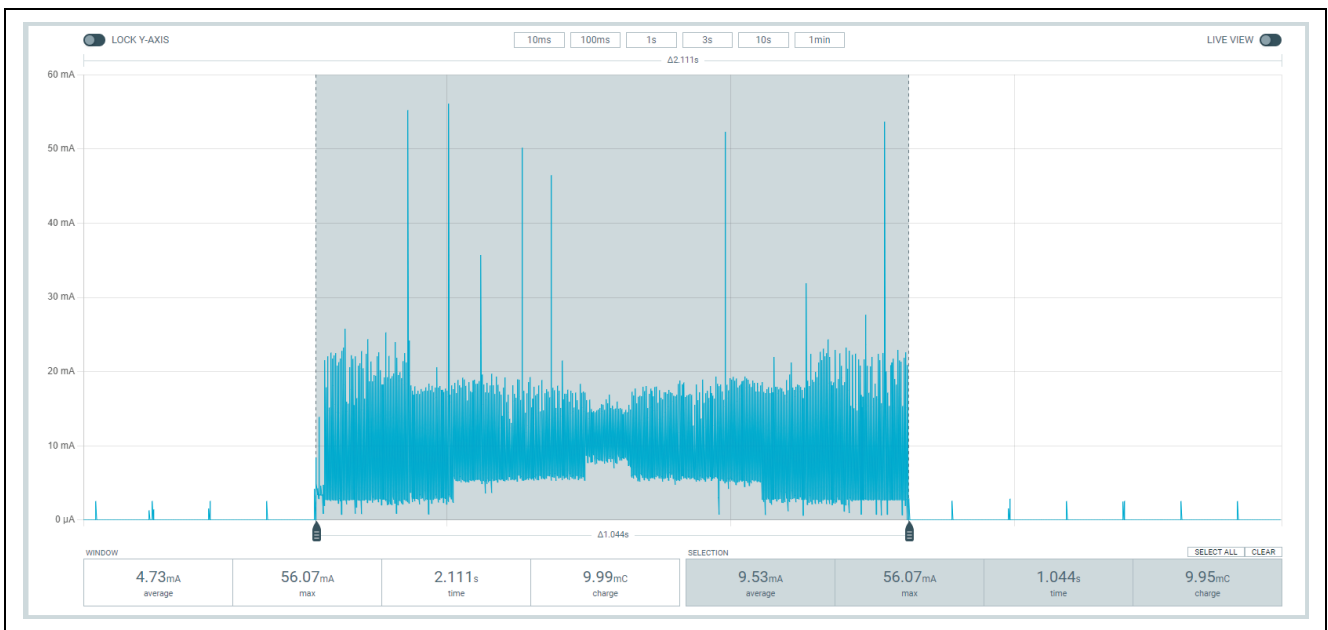 LOCK Y-AXIS 10ms 100ms 1s 3s 10s 1min LIVE VIEW
Δ2.111s
60 mA
50 mA
40 mA
30 mA
20 mA
10 mA
0 µA
Δ1.044s
WINDOW SELECTION SELECT ALL CLEAR
4.73mA 56.07mA 2.111s 9.99mC 9.53mA 56.07mA 1.044s 9.95mC
average max time charge average max time charge